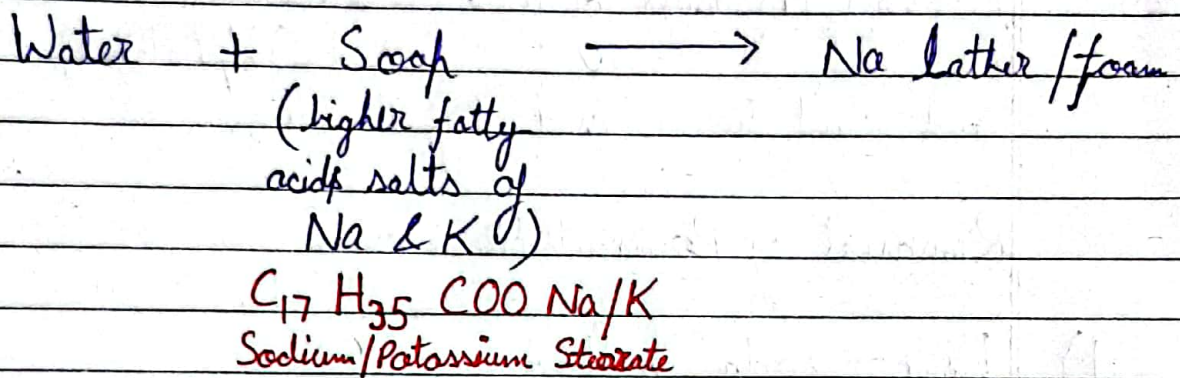 Water + Soap ⟶ No lather/foam
(higher fatty
acids salts of
Na & K)
C₁₇ H₃₅ COO Na/K
Sodium/Potassium Stearate